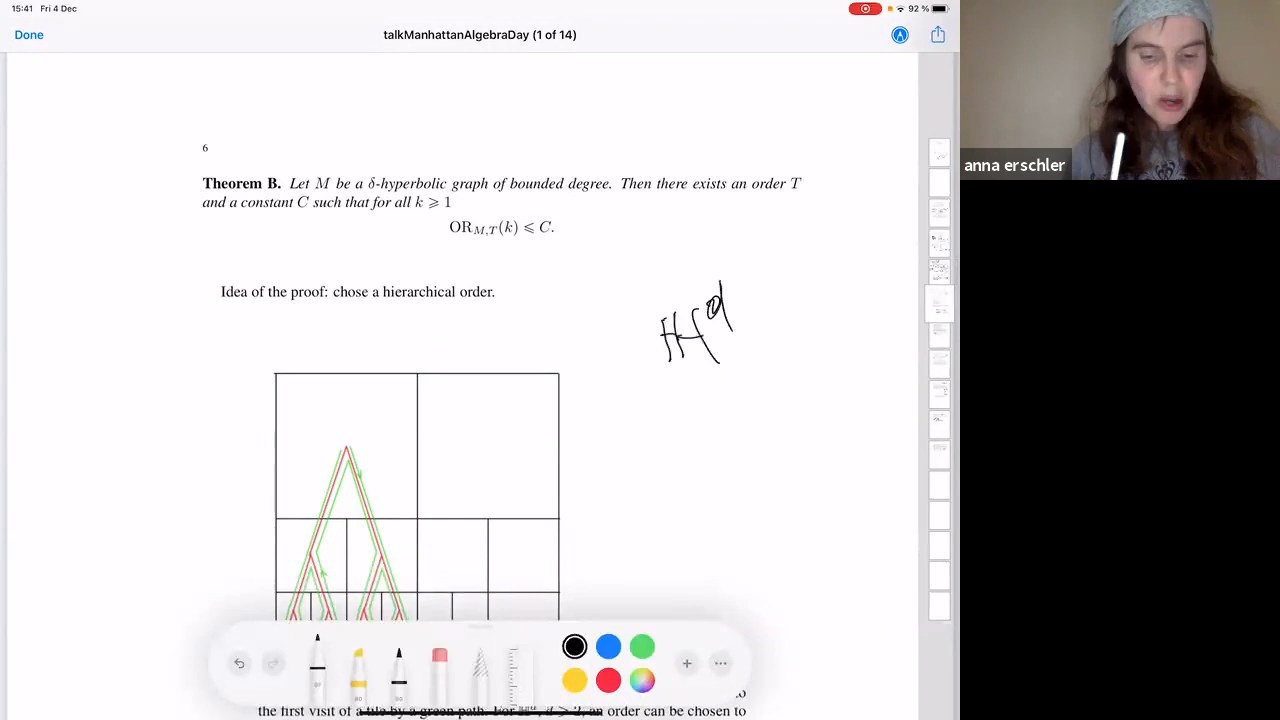 15:41 Fri 4 Dec
92 %
Done
talkManhattanAlgebraDay (1 of 14)
anna erschler
6
Theorem B. Let M be a δ-hyperbolic graph of bounded degree. Then there exists an order T
and a constant C such that for all k ⩾ 1
OR_{M,T}(k) ⩽ C.
Idea of the proof: chose a hierarchical order.
ℍ^d
the first visit of a tile by a green path. For ℍ^d, d > 2, an order can be chosen to